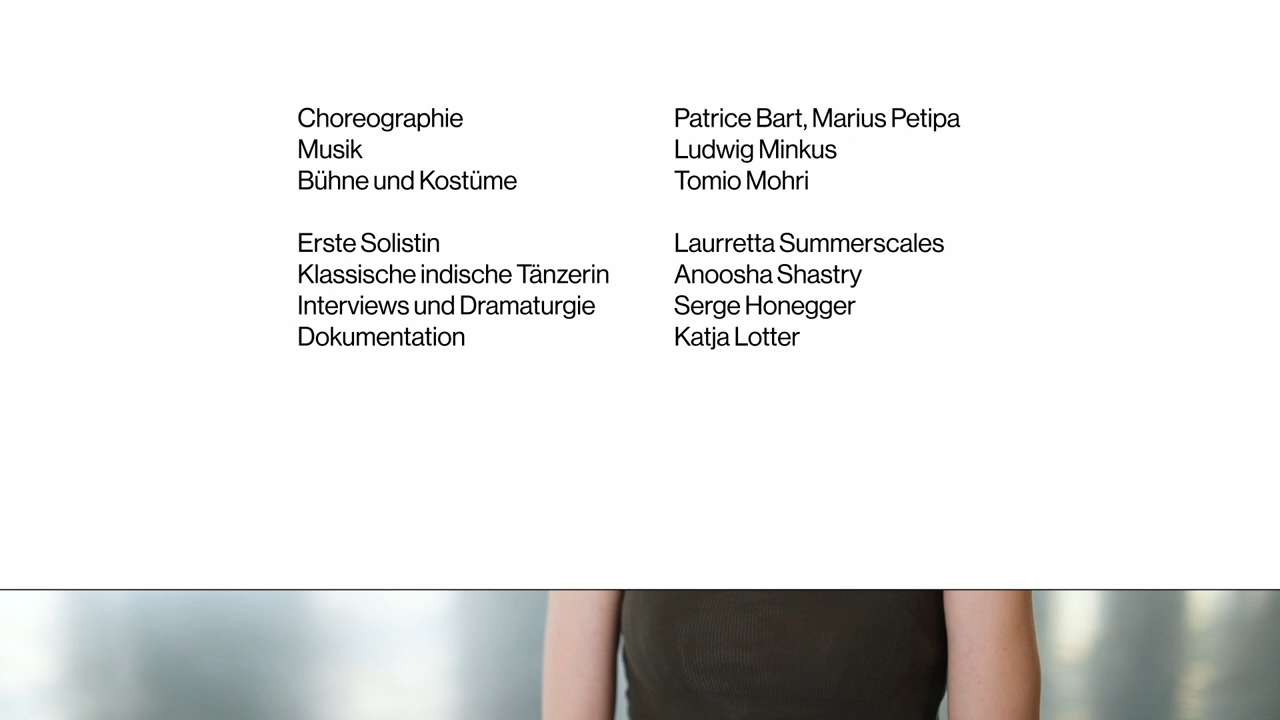 Choreographie Patrice Bart, Marius Petipa
Musik Ludwig Minkus
Bühne und Kostüme Tomio Mohri
Erste Solistin Laurretta Summerscales
Klassische indische Tänzerin Anoosha Shastry
Interviews und Dramaturgie Serge Honegger
Dokumentation Katja Lotter